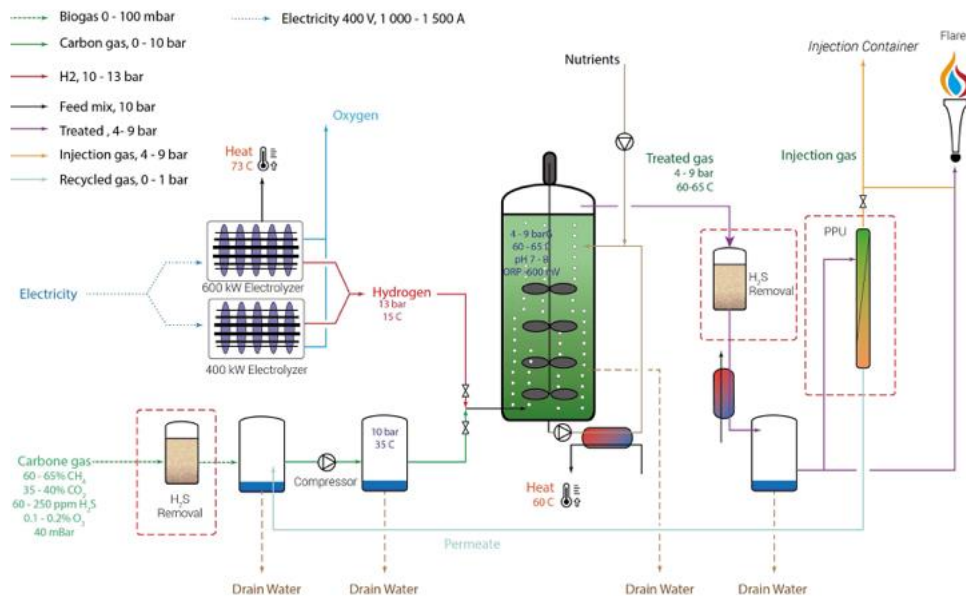 Biogas 0 - 100 mbar
Electricity 400 V, 1 000 - 1 500 A
Carbon gas, 0 - 10 bar
H2, 10 - 13 bar
Feed mix, 10 bar
Treated , 4- 9 bar
Injection gas, 4 - 9 bar
Recycled gas, 0 - 1 bar
Injection Container
Flare
Nutrients
Oxygen
Heat
73 C
Treated gas
4 - 9 bar
60-65 C
Injection gas
PPU
4 - 9 barG
60 - 65 C
pH 7 - 8
ORP -600 mV
H₂S
Removal
600 kW Electrolyzer
Electricity
Hydrogen
13 bar
15 C
400 kW Electrolyzer
10 bar
35 C
Carbone gas
60 - 65% CH₄
35 - 40% CO₂
60 - 250 ppm H₂S
0.1 - 0.2% O₂
40 mBar
H₂S
Removal
Compressor
Heat
60 C
Permeate
Drain Water
Drain Water
Drain Water
Drain Water